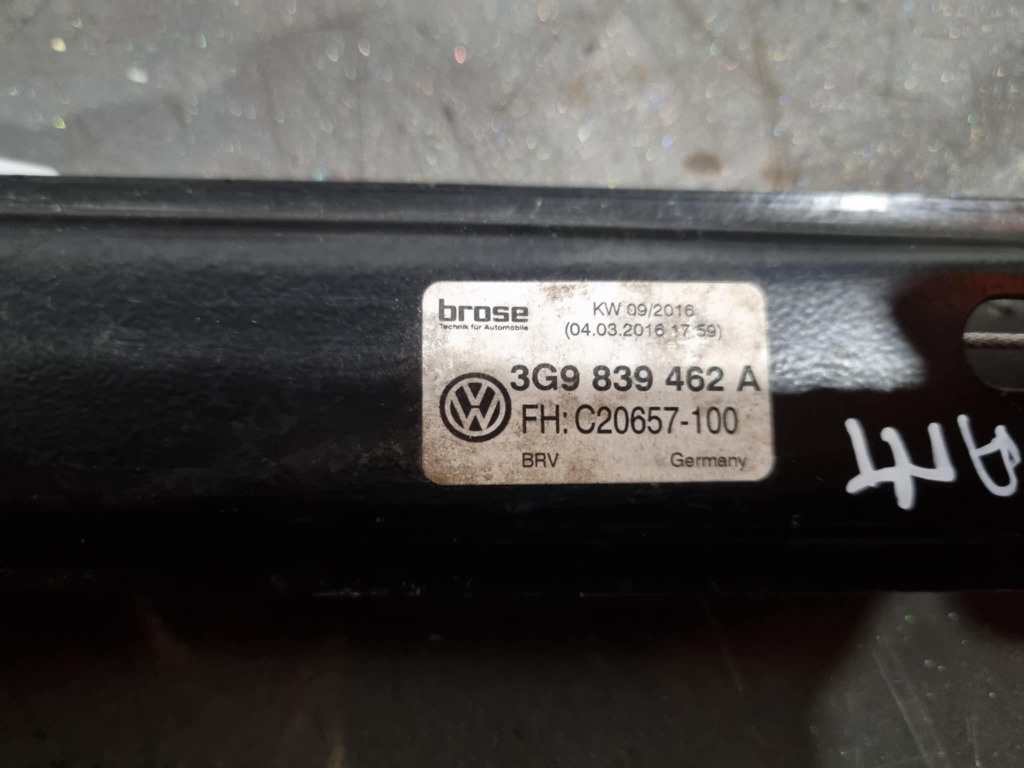 brose
Technik für Automobile
KW 09/2016
(04.03.2016 17:59)
3G9 839 462 A
FH: C20657-100
BRV
Germany